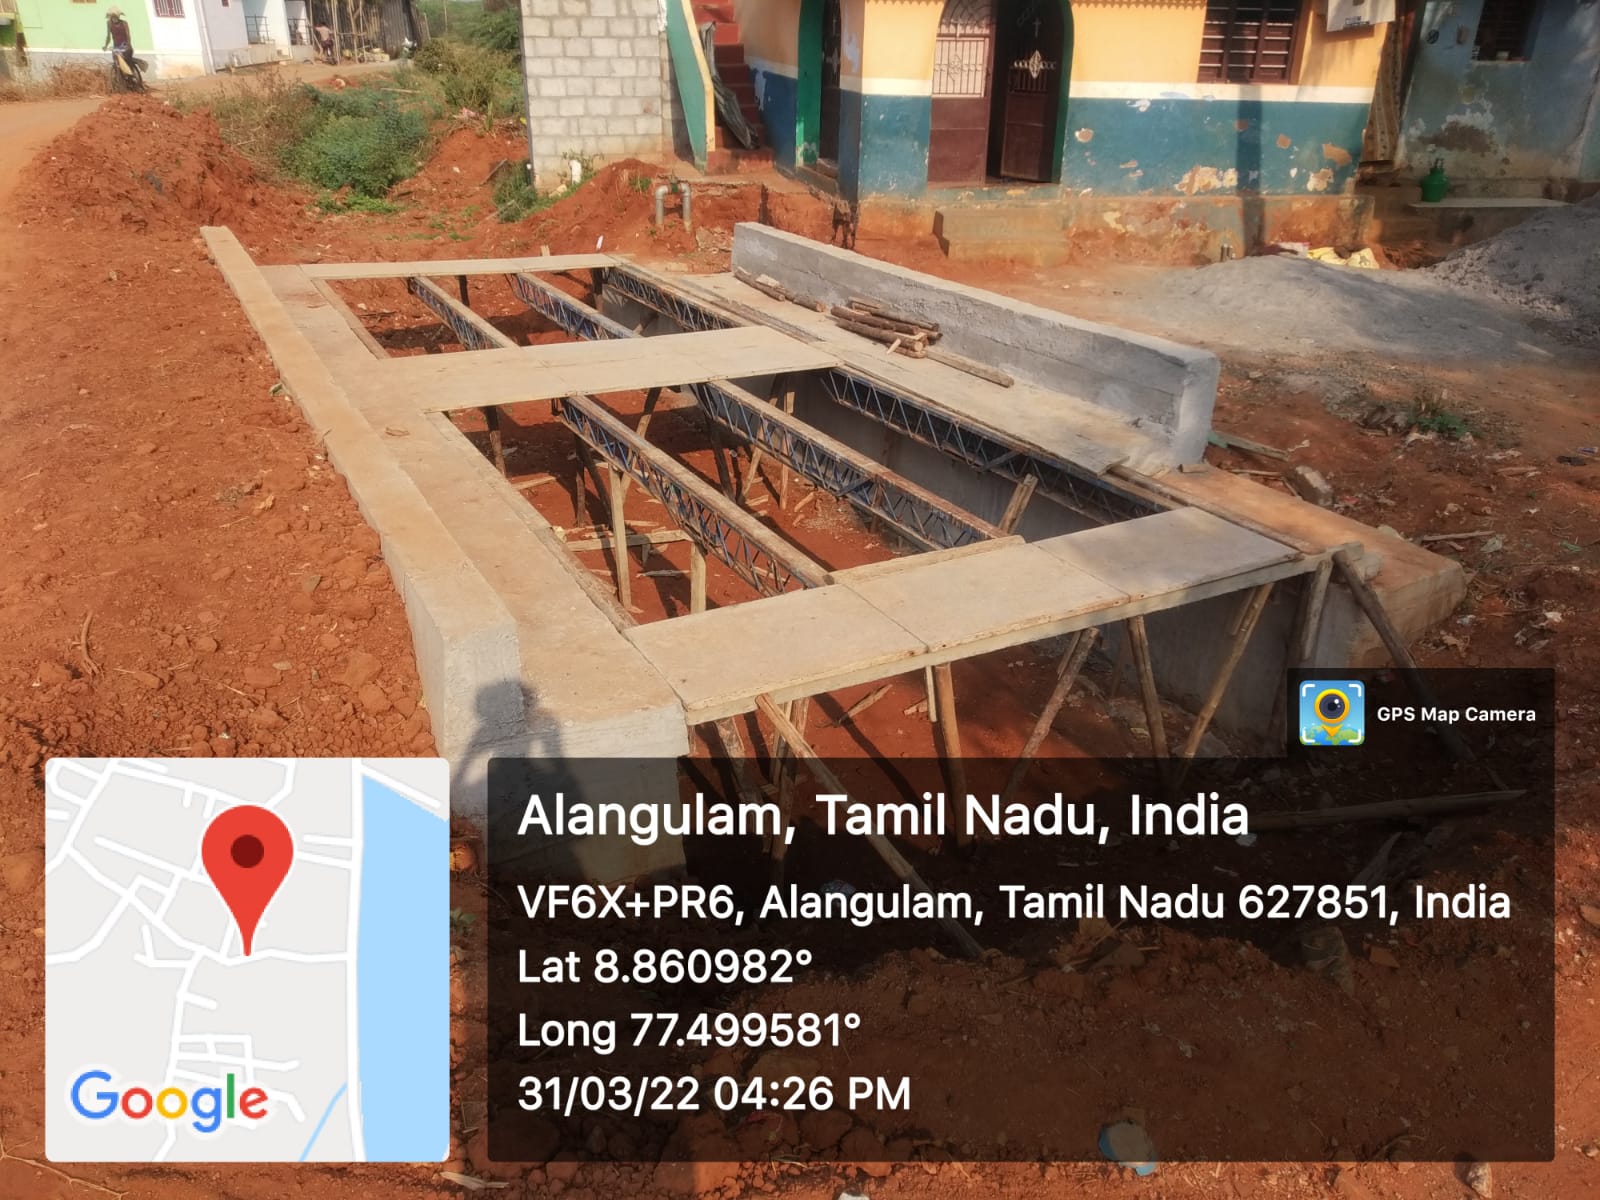 GPS Map Camera
Alangulam, Tamil Nadu, India
VF6X+PR6, Alangulam, Tamil Nadu 627851, India
Lat 8.860982°
Long 77.499581°
31/03/22 04:26 PM
Google